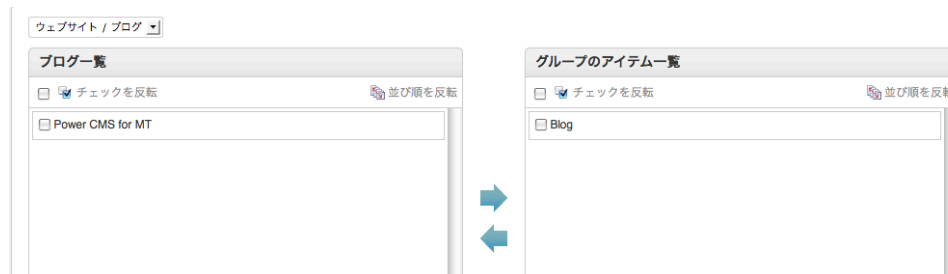 ウェブサイト / ブログ
ブログ一覧
チェックを反転
並び順を反転
Power CMS for MT
グループのアイテム一覧
チェックを反転
並び順を反
Blog